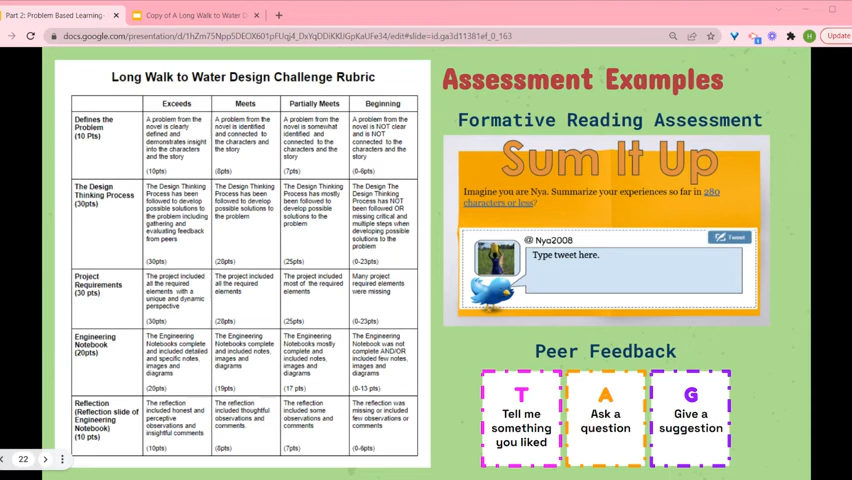 Part 2: Problem Based Learning
Copy of A Long Walk to Water D
docs.google.com/presentation/d/1hZm75Npp5DEOX601pFUqj4_DxYqDDiKKlJGpKaUFe34/edit#slide=id.ga3d11381ef_0_163
H
Update
Long Walk to Water Design Challenge Rubric
Exceeds
Meets
Partially Meets
Beginning
Defines the
Problem
(10 Pts)
A problem from the
novel is clearly
defined and
demonstrates insight
into the characters
and the story
(10pts)
A problem from the
novel is identified
and connected to
the characters and
the story
(8pts)
A problem from the
novel is somewhat
identified and
connected to the
characters and the
story
(7pts)
A problem from the
novel is NOT clear
and is NOT
connected to the
characters and the
story
(0-6pts)
The Design
Thinking Process
(30pts)
The Design Thinking
Process has been
followed to develop
possible solutions to
the problem including
gathering and
evaluating feedback
from peers
(30pts)
The Design Thinking
Process has been
followed to develop
possible solutions to
the problem
(28pts)
The Design Thinking
Process has mostly
been followed to
develop possible
solutions to the
problem
(25pts)
The Design The
Design Thinking
Process has NOT
been followed OR
missing critical and
multiple steps when
developing possible
solutions to the
problem
(0-23pts)
Project
Requirements
(30 pts)
The project included
all the required
elements with a
unique and dynamic
perspective
(30pts)
The project included
all the required
elements
(28pts)
The project included
most of the required
elements
(25pts)
Many project
required elements
were missing
(0-23pts)
Engineering
Notebook
(20pts)
The Engineering
Notebooks complete
and included detailed
and specific notes,
images and
diagrams
(20pts)
The Engineering
Notebooks complete
and included notes,
images and
diagrams
(19pts)
The Engineering
Notebooks mostly
complete and
included notes,
images and
diagrams
(17 pts)
The Engineering
Notebook was not
complete AND/OR
included few notes,
images and
diagrams
(0-13 pts)
Reflection
(Reflection slide of
Engineering
Notebook)
(10 pts)
The reflection
included honest and
perceptive
observations and
insightful comments
(10pts)
The reflection
included thoughtful
observations and
comments
(8pts)
The reflection
included some
observations and
comments
(7pts)
The reflection was
missing or included
few observations or
comments
(0-6pts)
Assessment Examples
Formative Reading Assessment
Sum It Up
Imagine you are Nya. Summarize your experiences so far in 280
characters or less?
@ Nya2008
Tweet
Type tweet here.
Peer Feedback
T
Tell me
something
you liked
A
Ask a
question
G
Give a
suggestion
22